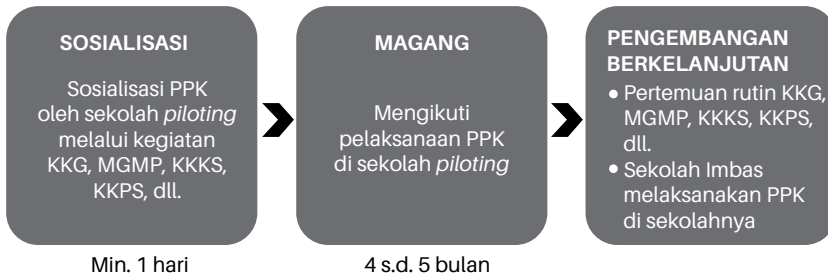 SOSIALISASI
Sosialisasi PPK
oleh sekolah piloting
melalui kegiatan
KKG, MGMP, KKKS,
KKPS, dll.
Min. 1 hari
MAGANG
Mengikuti
pelaksanaan PPK
di sekolah piloting
4 s.d. 5 bulan
PENGEMBANGAN
BERKELANJUTAN
• Pertemuan rutin KKG,
MGMP, KKKS, KKPS,
dll.
• Sekolah Imbas
melaksanakan PPK
di sekolahnya